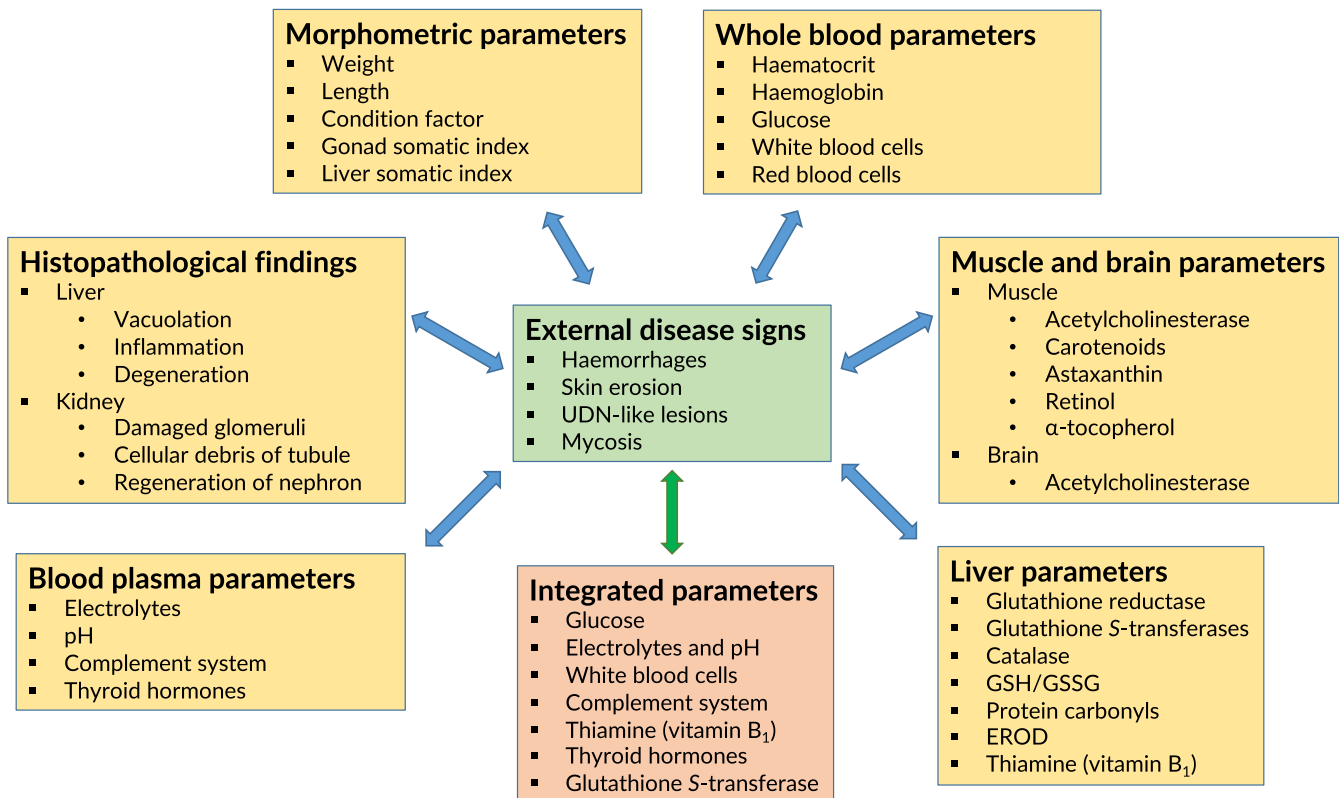 Morphometric parameters
▪ Weight
▪ Length
▪ Condition factor
▪ Gonad somatic index
▪ Liver somatic index
Whole blood parameters
▪ Haematocrit
▪ Haemoglobin
▪ Glucose
▪ White blood cells
▪ Red blood cells
Histopathological findings
▪ Liver
• Vacuolation
• Inflammation
• Degeneration
▪ Kidney
• Damaged glomeruli
• Cellular debris of tubule
• Regeneration of nephron
External disease signs
▪ Haemorrhages
▪ Skin erosion
▪ UDN-like lesions
▪ Mycosis
Muscle and brain parameters
▪ Muscle
• Acetylcholinesterase
• Carotenoids
• Astaxanthin
• Retinol
• α-tocopherol
▪ Brain
• Acetylcholinesterase
Blood plasma parameters
▪ Electrolytes
▪ pH
▪ Complement system
▪ Thyroid hormones
Integrated parameters
▪ Glucose
▪ Electrolytes and pH
▪ White blood cells
▪ Complement system
▪ Thiamine (vitamin B₁)
▪ Thyroid hormones
▪ Glutathione S-transferase
Liver parameters
▪ Glutathione reductase
▪ Glutathione S-transferases
▪ Catalase
▪ GSH/GSSG
▪ Protein carbonyls
▪ EROD
▪ Thiamine (vitamin B₁)